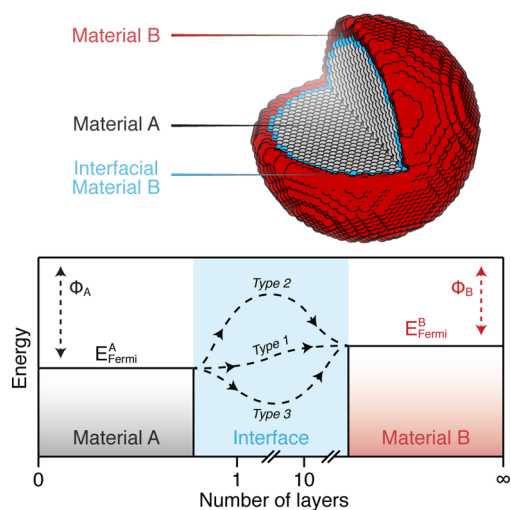 Material B
Material A
Interfacial
Material B
Energy
Φ_A
E^A_Fermi
Type 2
Type 1
Type 3
Φ_B
E^B_Fermi
Material A
Interface
Material B
0
1
10
∞
Number of layers